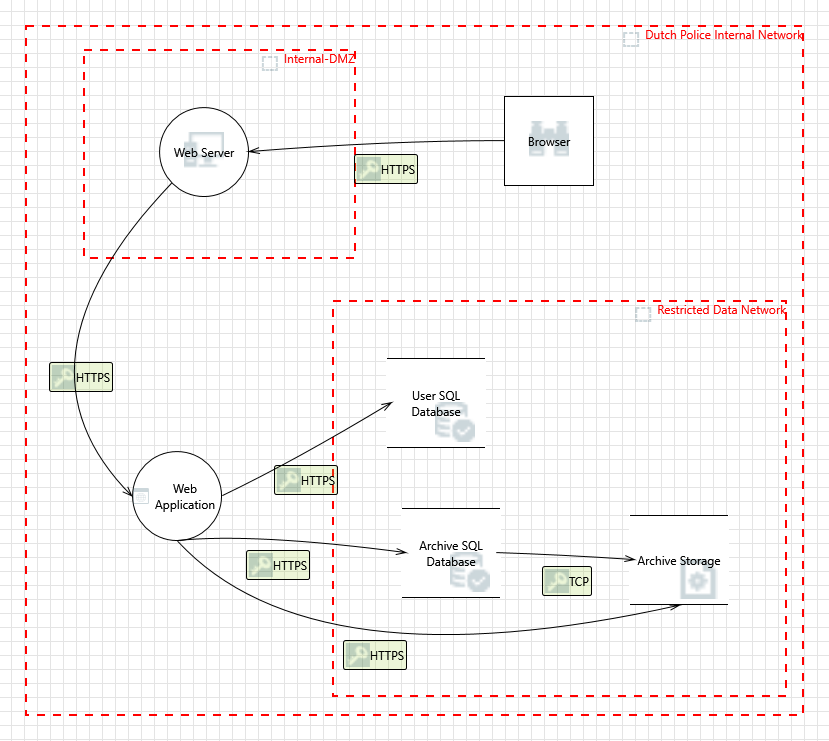 Dutch Police Internal Network
Internal-DMZ
Web Server
Browser
HTTPS
Restricted Data Network
HTTPS
User SQL
Database
HTTPS
Web
Application
Archive SQL
Database
Archive Storage
HTTPS
TCP
HTTPS